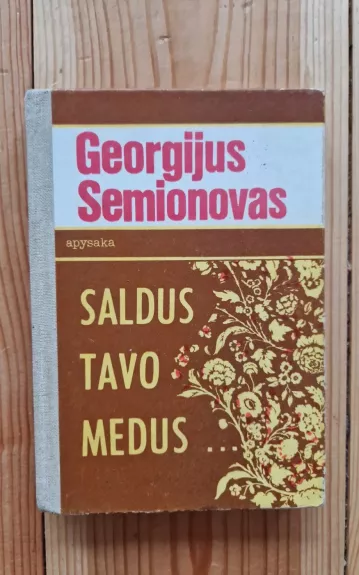 Georgijus
Semionovas
apysaka
SALDUS
TAVO
MEDUS ...